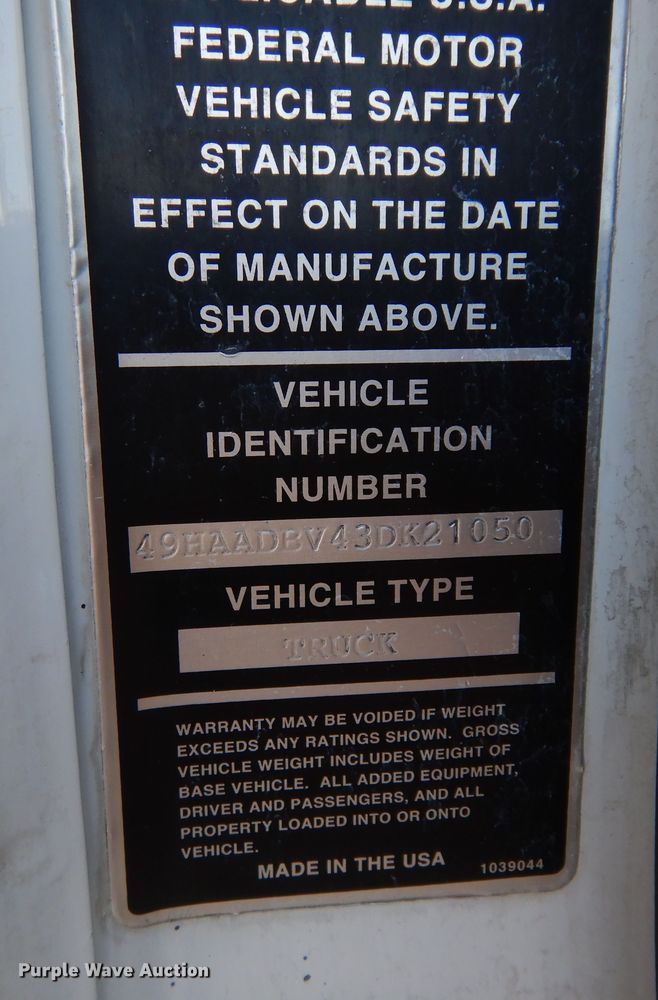 APPLICABLE U.S.A.
FEDERAL MOTOR
VEHICLE SAFETY
STANDARDS IN
EFFECT ON THE DATE
OF MANUFACTURE
SHOWN ABOVE.
VEHICLE
IDENTIFICATION
NUMBER
49HAADBV43DK21050
VEHICLE TYPE
TRUCK
WARRANTY MAY BE VOIDED IF WEIGHT
EXCEEDS ANY RATINGS SHOWN. GROSS
VEHICLE WEIGHT INCLUDES WEIGHT OF
BASE VEHICLE. ALL ADDED EQUIPMENT,
DRIVER AND PASSENGERS, AND ALL
PROPERTY LOADED INTO OR ONTO
VEHICLE.
MADE IN THE USA 1039044
Purple Wave Auction